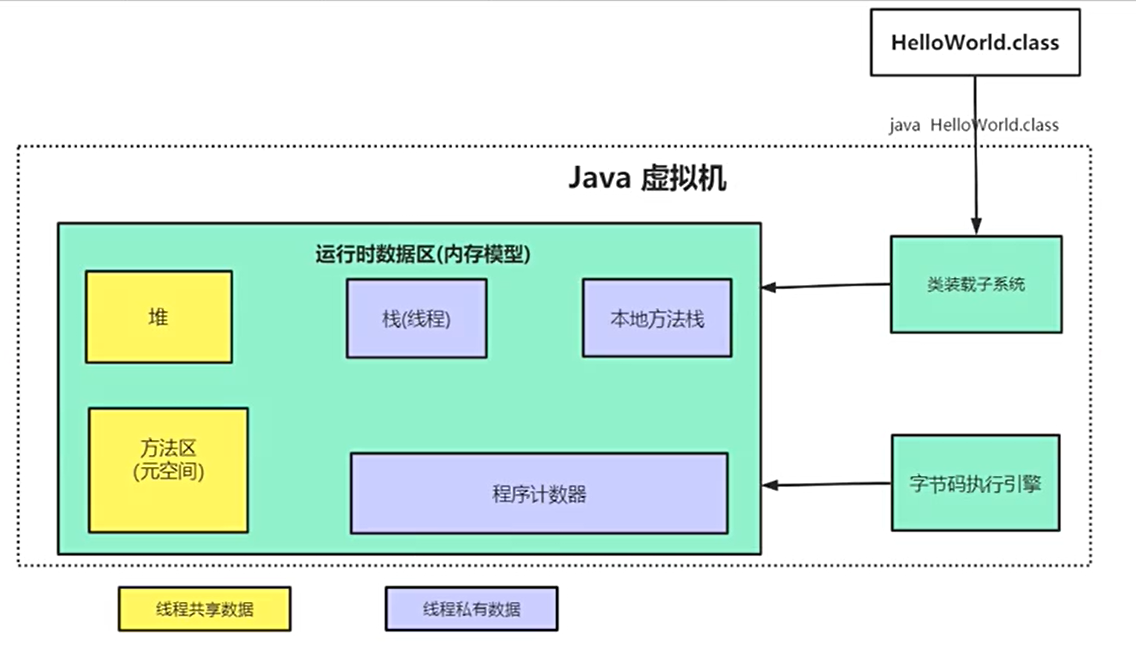 HelloWorld.class
java HelloWorld.class
Java 虚拟机
运行时数据区(内存模型)
堆
栈(线程)
本地方法栈
类装载子系统
方法区
(元空间)
程序计数器
字节码执行引擎
线程共享数据
线程私有数据